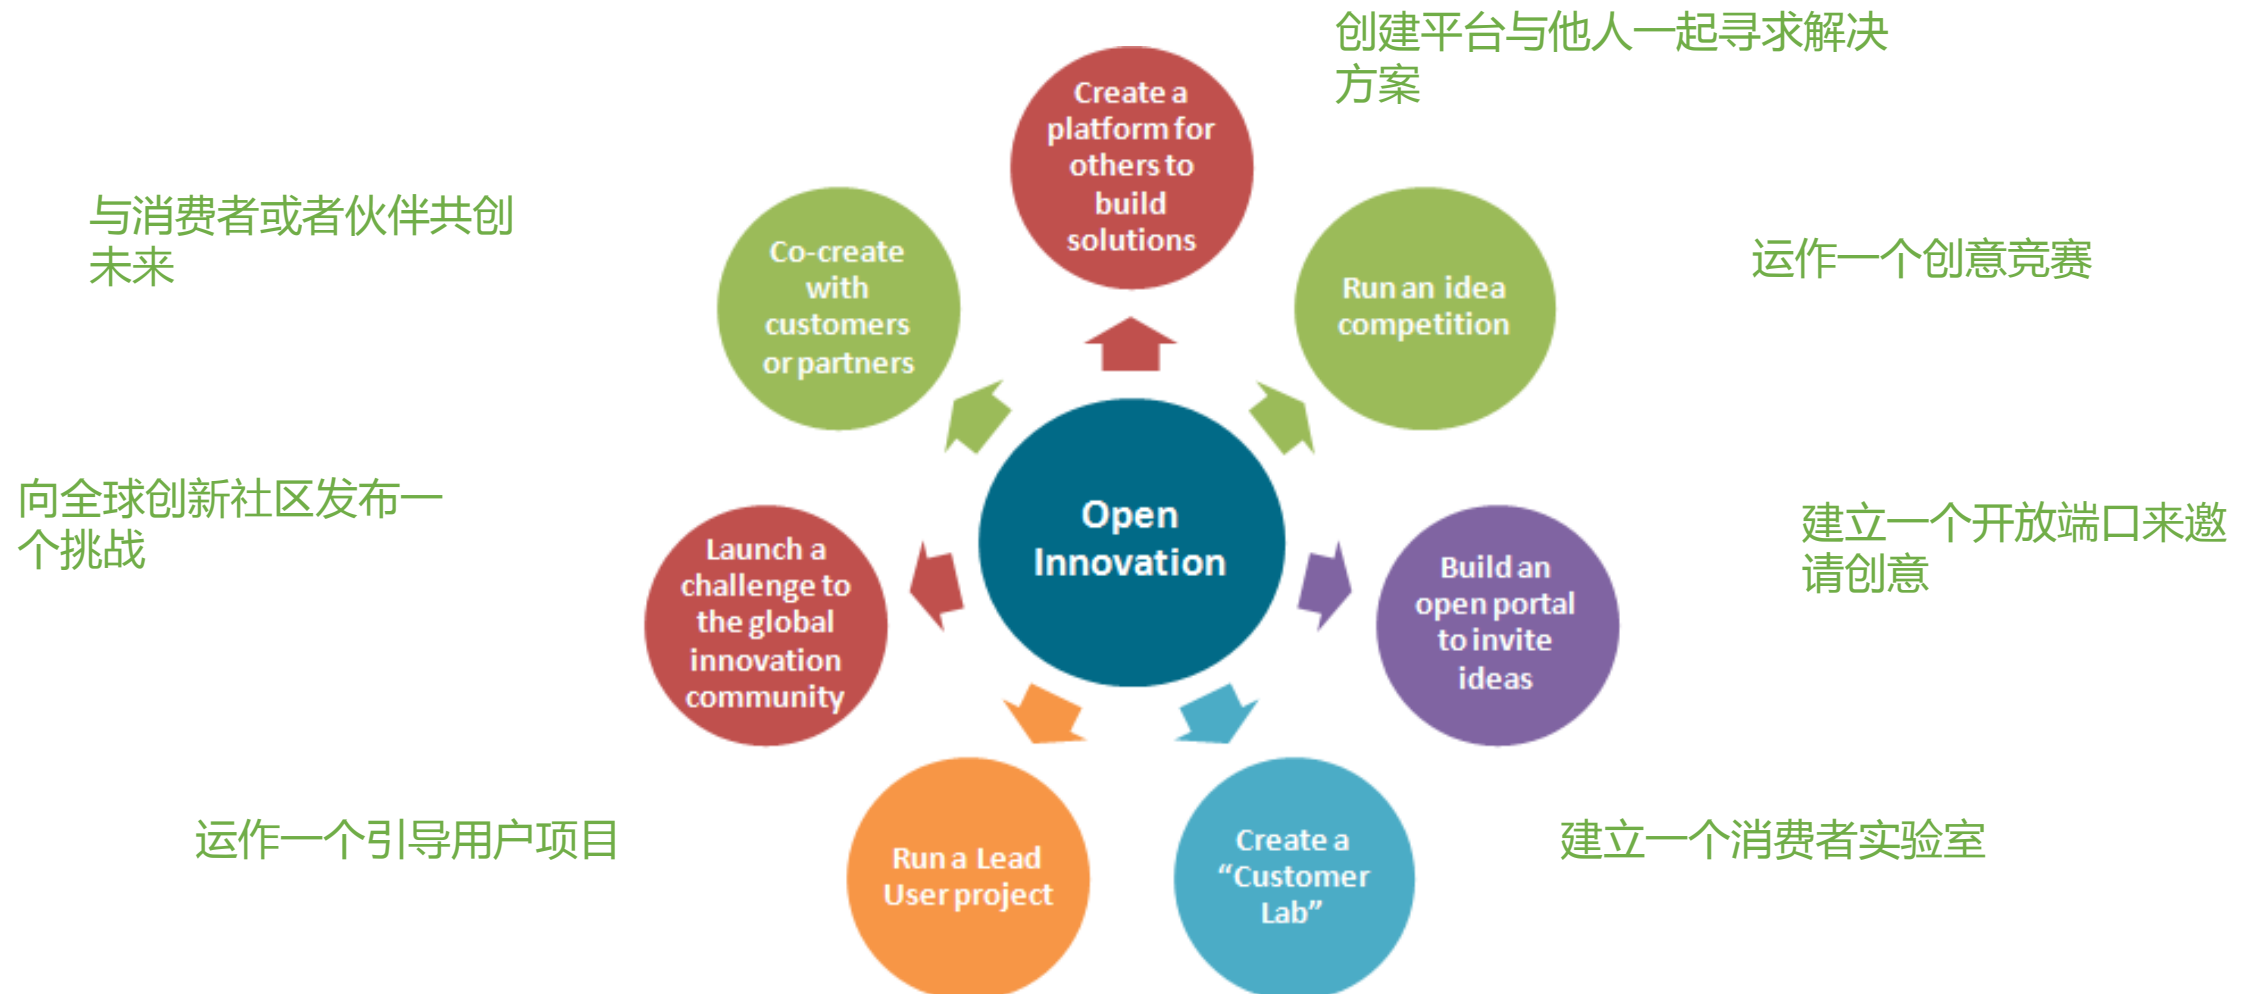 创建平台与他人一起寻求解决
方案
Create a
platform for
others to
build
solutions
与消费者或者伙伴共创
未来
Co-create
with
customers
or partners
Run an idea
competition
运作一个创意竞赛
Open
Innovation
向全球创新社区发布一
个挑战
Launch a
challenge to
the global
innovation
community
Build an
open portal
to invite
ideas
建立一个开放端口来邀
请创意
运作一个引导用户项目
Run a Lead
User project
Create a
“Customer
Lab”
建立一个消费者实验室